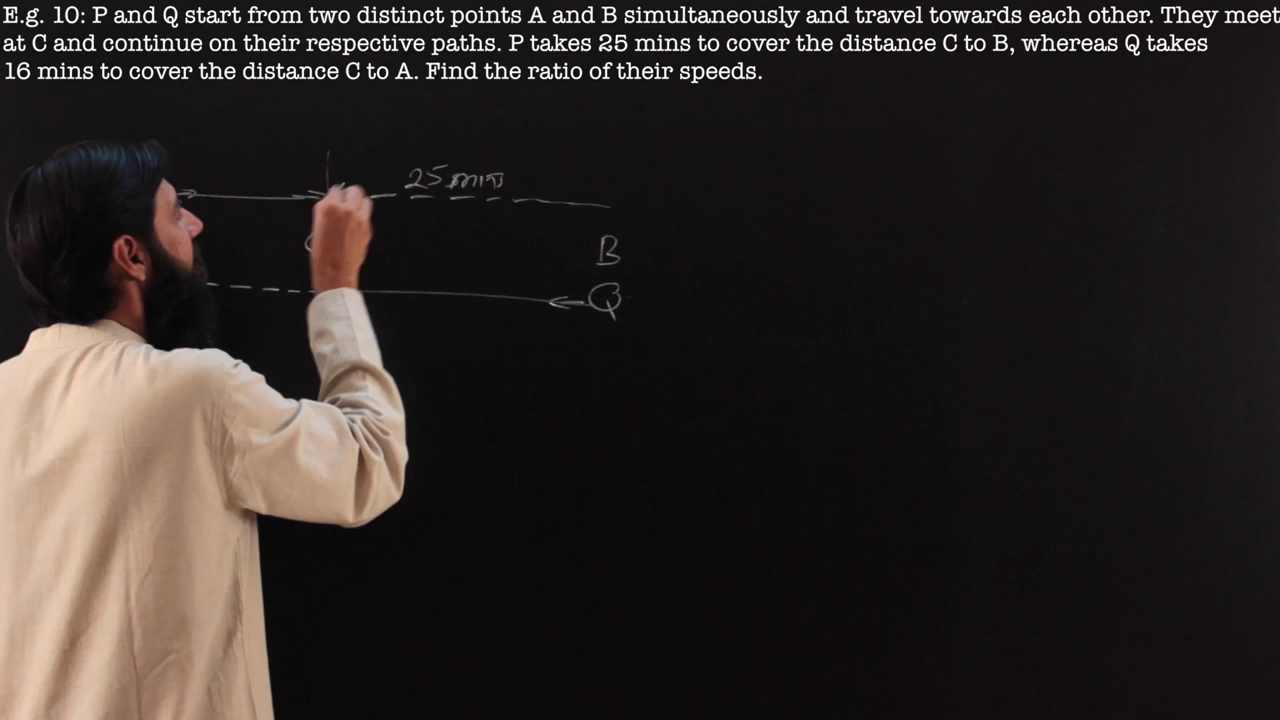 E.g. 10: P and Q start from two distinct points A and B simultaneously and travel towards each other. They meet
at C and continue on their respective paths. P takes 25 mins to cover the distance C to B, whereas Q takes
16 mins to cover the distance C to A. Find the ratio of their speeds.
25 mins
B
Q